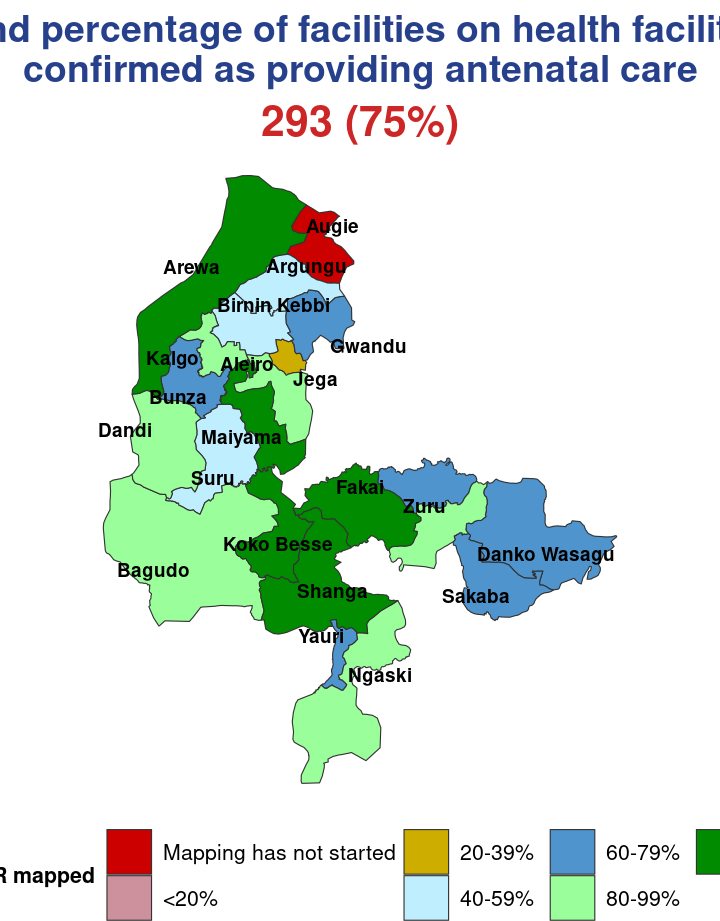 percentage of facilities on health
confirmed as providing antenatal care
293 (75%)
Augie
Arewa
Argungu
Birnin Kebbi
Gwandu
Kalgo
Aleiro
Jega
Bunza
Dandi
Maiyama
Suru
Fakai
Zuru
Koko Besse
Danko Wasagu
Bagudo
Shanga
Sakaba
Yauri
Ngaski
mapped
Mapping has not started
20-39%
60-79%
<20%
40-59%
80-99%